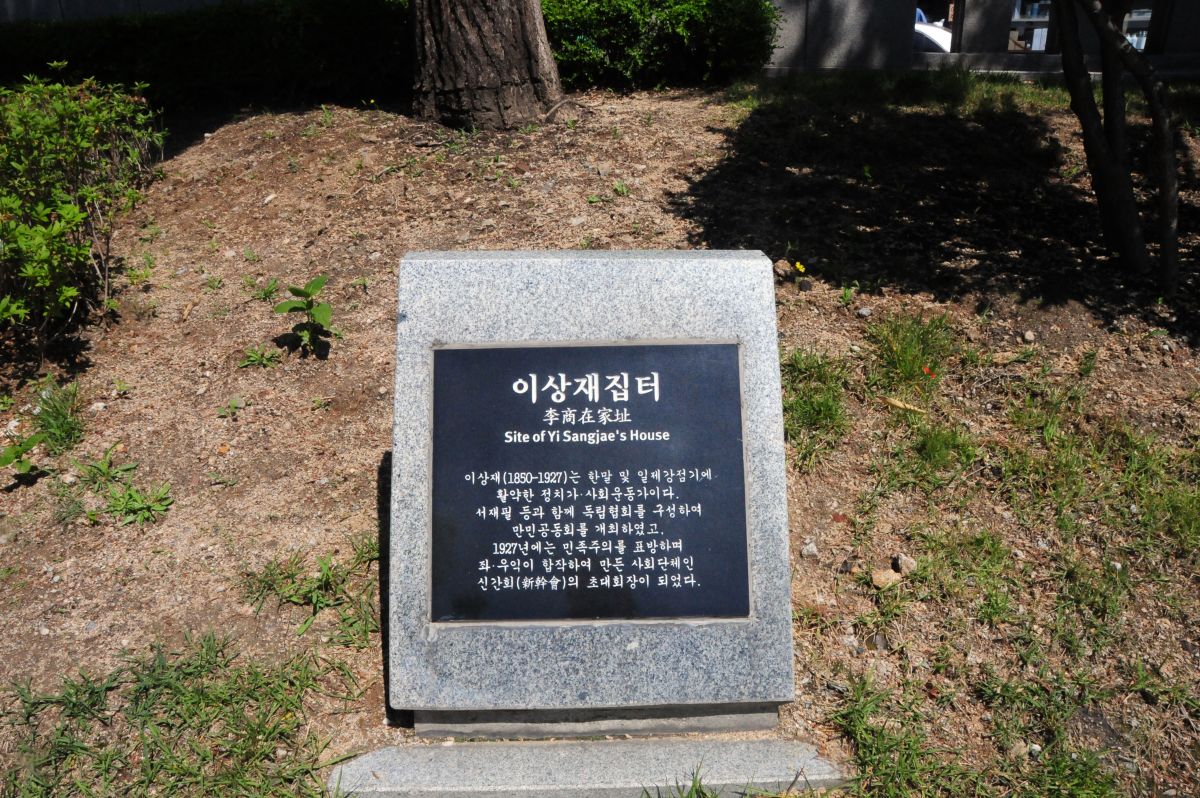 이상재집터
李商在家址
Site of Yi Sangjae's House
이상재(1850-1927)는 한말 및 일제강점기에
활약한 정치가·사회운동가이다.
서재필 등과 함께 독립협회를 구성하여
만민공동회를 개최하였고,
1927년에는 민족주의를 표방하며
좌·우익이 합작하여 만든 사회단체인
신간회(新幹會)의 초대회장이 되었다.